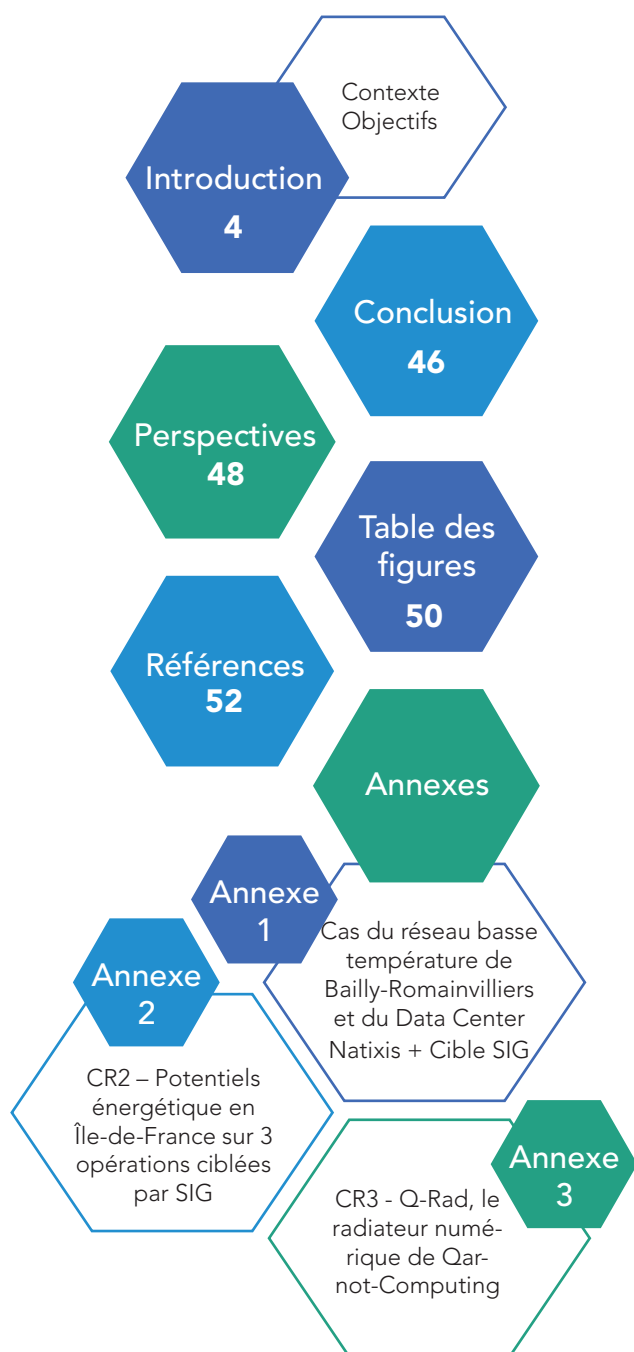 Contexte
Objectifs
Introduction
4
Conclusion
46
Perspectives
48
Table des
figures
50
Références
52
Annexes
Annexe
1
Cas du réseau basse
température de
Bailly-Romainvilliers
et du Data Center
Natixis + Cible SIG
Annexe
2
CR2 – Potentiels
énergétique en
Île-de-France sur 3
opérations ciblées
par SIG
Annexe
3
CR3 - Q-Rad, le
radiateur numé-
rique de Qar-
not-Computing